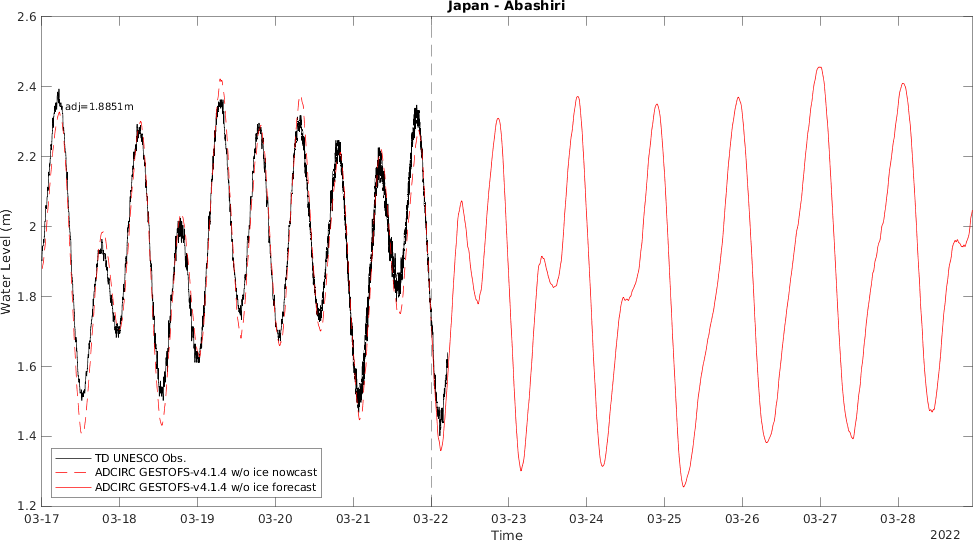 Japan - Abashiri
2.6
2.4
adj=1.8851m
2.2
2
1.8
1.6
1.4
1.2
Water Level (m)
TD UNESCO Obs.
ADCIRC GESTOFS-v4.1.4 w/o ice nowcast
ADCIRC GESTOFS-v4.1.4 w/o ice forecast
03-17 03-18 03-19 03-20 03-21 03-22 03-23 03-24 03-25 03-26 03-27 03-28
Time
2022